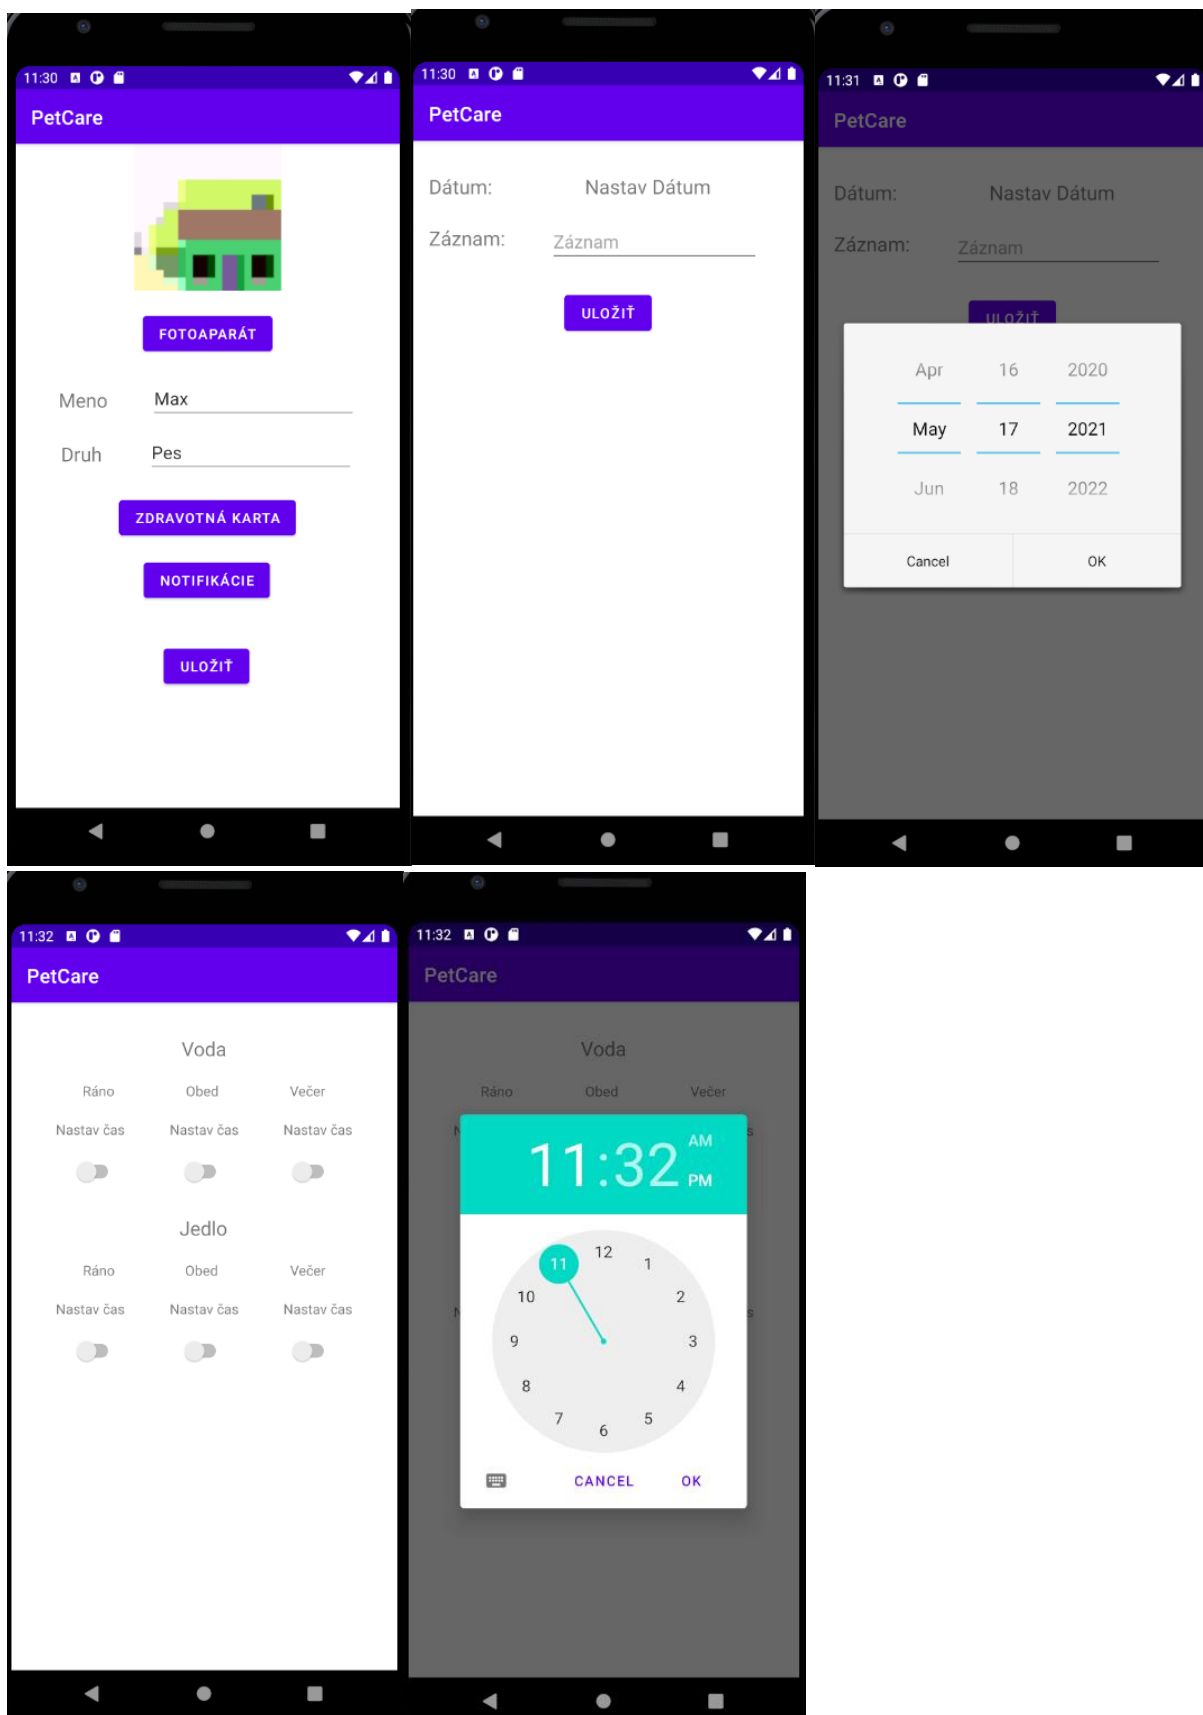 11:30
PetCare
FOTOAPARÁT
Meno Max
Druh Pes
ZDRAVOTNÁ KARTA
NOTIFIKÁCIE
ULOŽIŤ
11:30
PetCare
Dátum: Nastav Dátum
Záznam: Záznam
ULOŽIŤ
11:31
PetCare
Dátum: Nastav Dátum
Záznam: Záznam
ULOŽIŤ
Apr 16 2020
May 17 2021
Jun 18 2022
Cancel OK
11:32
PetCare
Voda
Ráno Obed Večer
Nastav čas Nastav čas Nastav čas
Jedlo
Ráno Obed Večer
Nastav čas Nastav čas Nastav čas
11:32
PetCare
Voda
Ráno Obed Večer
N s
11:32 AM
PM
12
11 1
10 2
9 3
8 4
7 5
6
N s
CANCEL OK